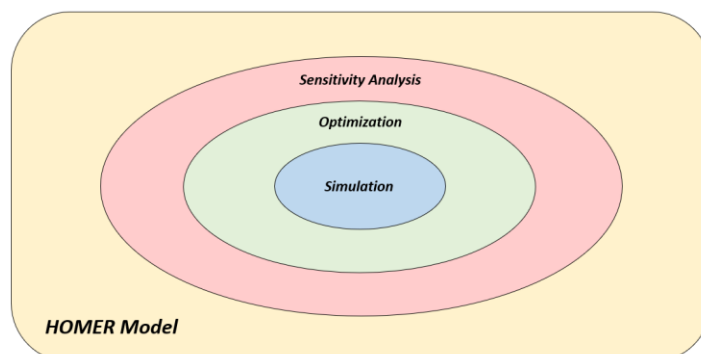 Sensitivity Analysis
Optimization
Simulation
HOMER Model